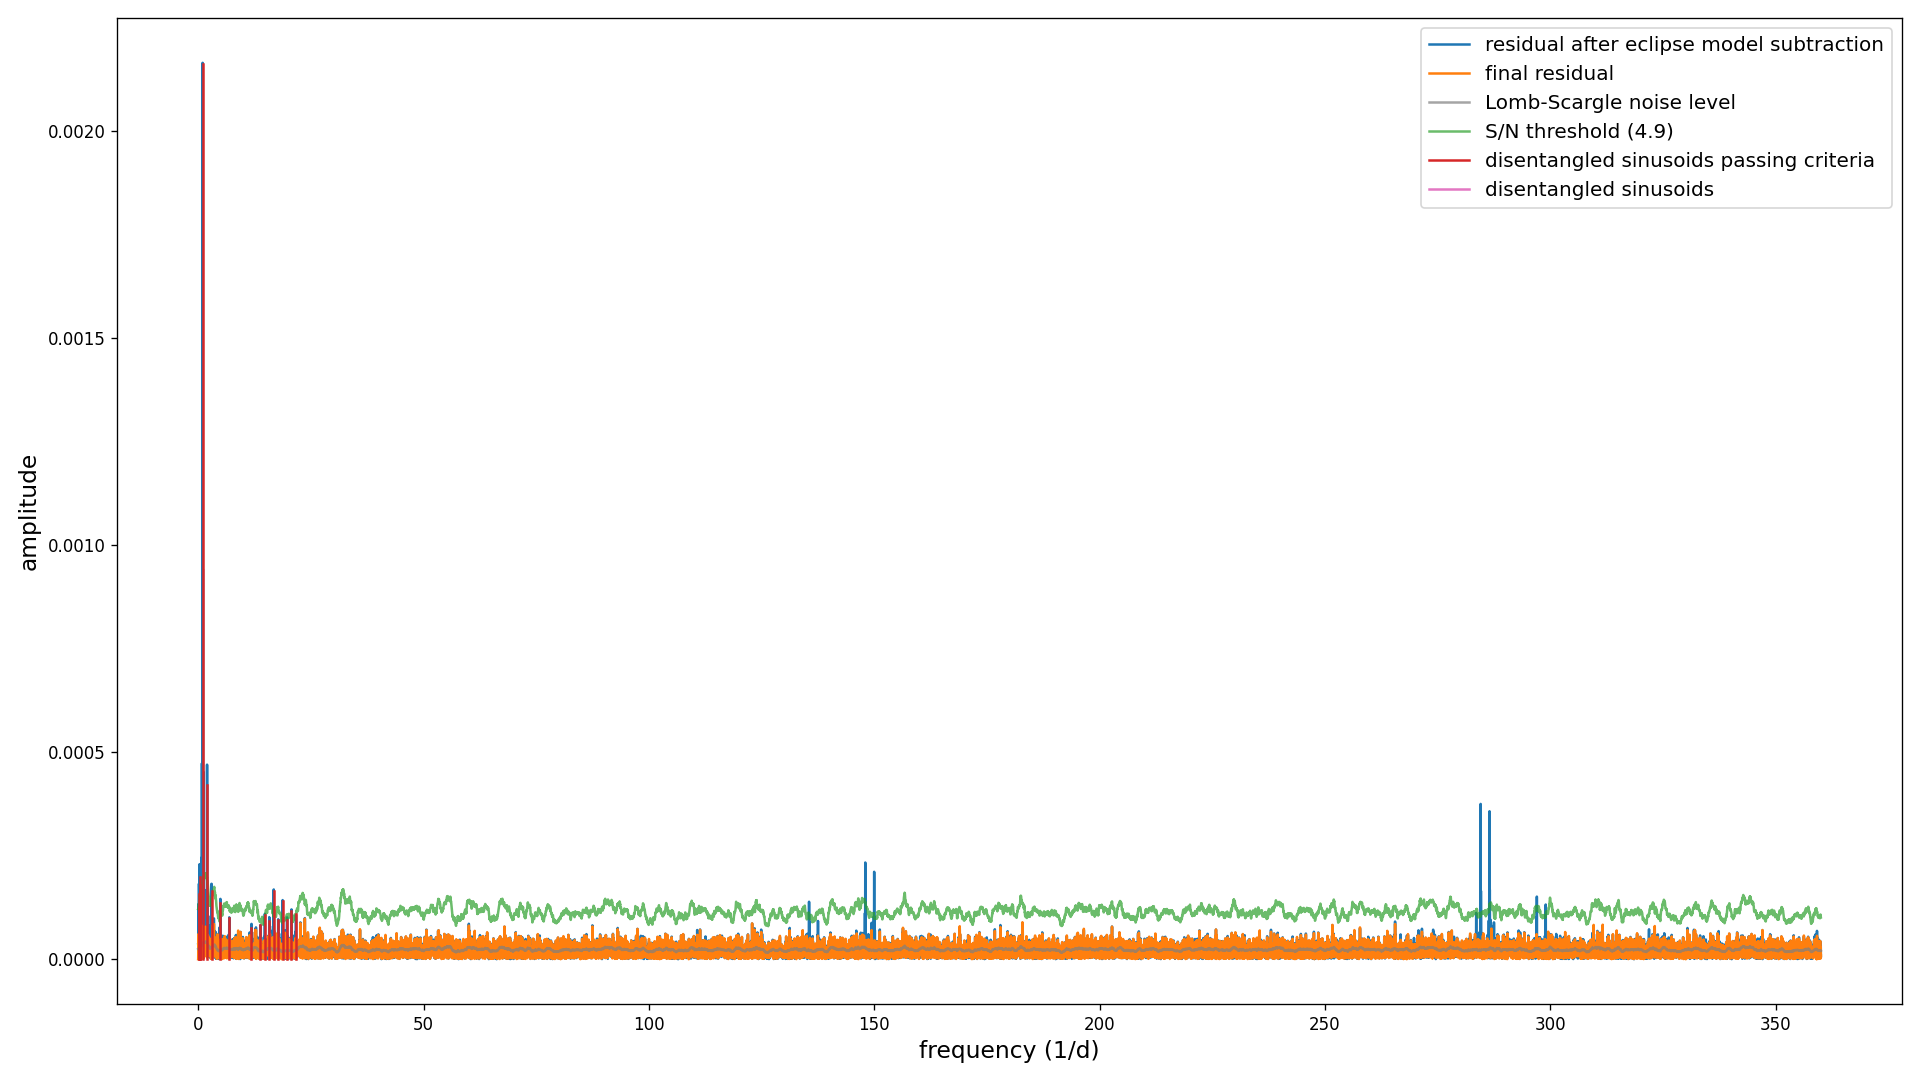 residual after eclipse model subtraction
final residual
Lomb-Scargle noise level
S/N threshold (4.9)
disentangled sinusoids passing criteria
disentangled sinusoids
amplitude
0.0020
0.0015
0.0010
0.0005
0.0000
0 50 100 150 200 250 300 350
frequency (1/d)